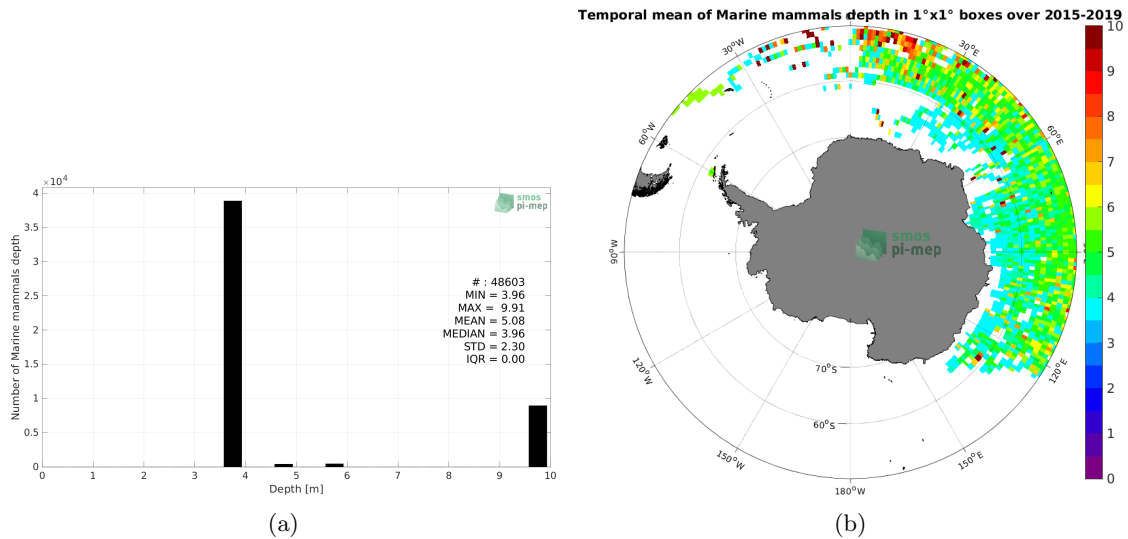 ×10⁴
4
3.5
3
2.5
2
1.5
1
0.5
0
Number of Marine mammals depth
smos
pi-mep
# : 48603
MIN = 3.96
MAX = 9.91
MEAN = 5.08
MEDIAN = 3.96
STD = 2.30
IQR = 0.00
0 1 2 3 4 5 6 7 8 9 10
Depth [m]
(a)
Temporal mean of Marine mammals depth in 1°x1° boxes over 2015-2019
30°W
30°E
60°W
60°E
90°W
smos
pi-mep
120°W
120°E
70°S
60°S
150°W
150°E
180°W
10
9
8
7
6
5
4
3
2
1
0
(b)